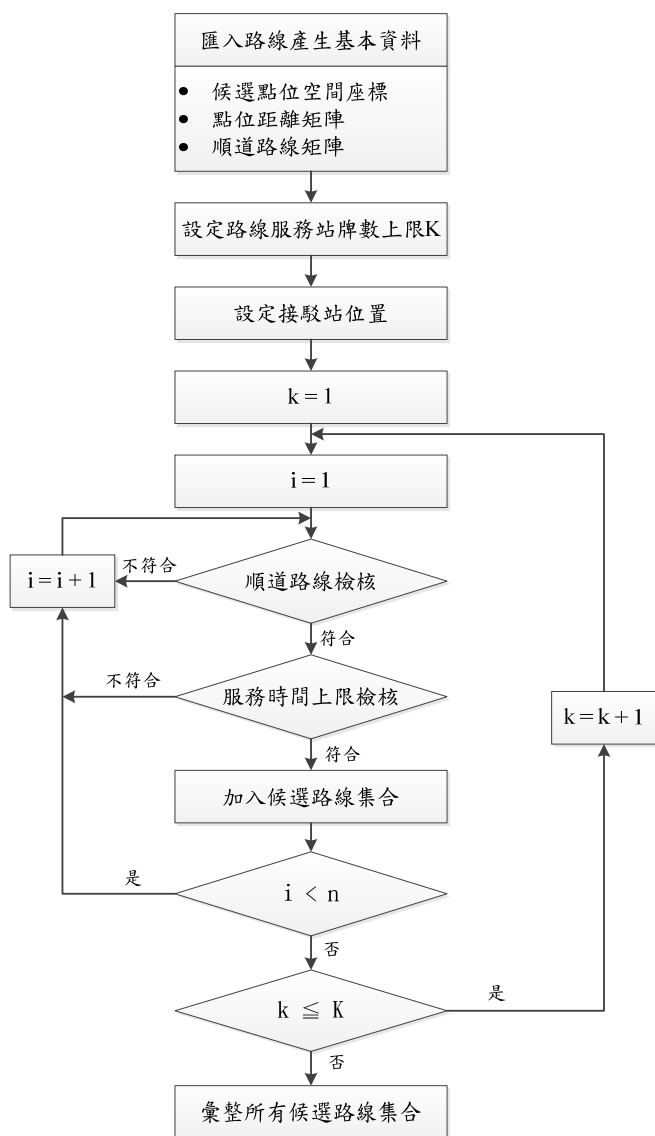 匯入路線產生基本資料
• 候選點位空間座標
• 點位距離矩陣
• 順道路線矩陣
設定路線服務站牌數上限K
設定接駁站位置
k = 1
i = 1
i = i + 1
不符合
順道路線檢核
符合
不符合
服務時間上限檢核
k = k + 1
符合
加入候選路線集合
是
i < n
否
k ≦ K
是
否
彙整所有候選路線集合